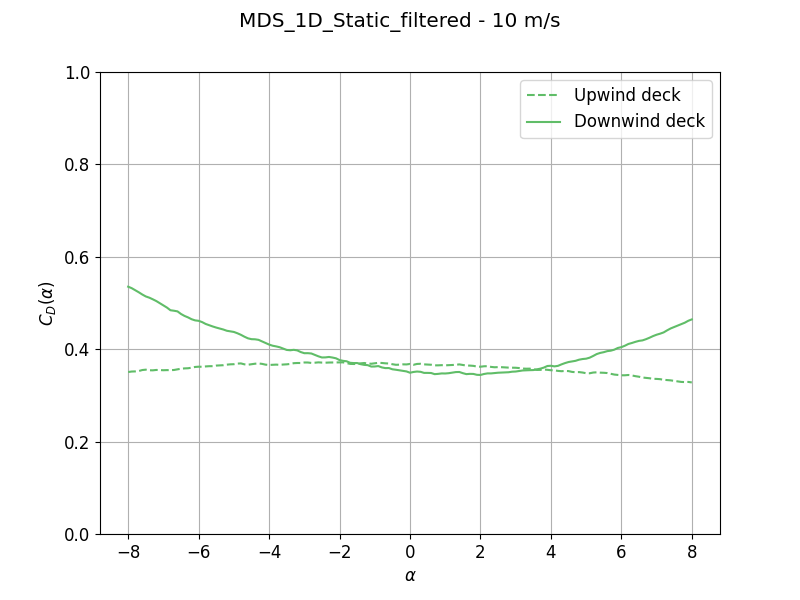 MDS_1D_Static_filtered - 10 m/s
1.0
0.8
0.6
0.4
0.2
0.0
C_D(α)
Upwind deck
Downwind deck
−8 −6 −4 −2 0 2 4 6 8
α